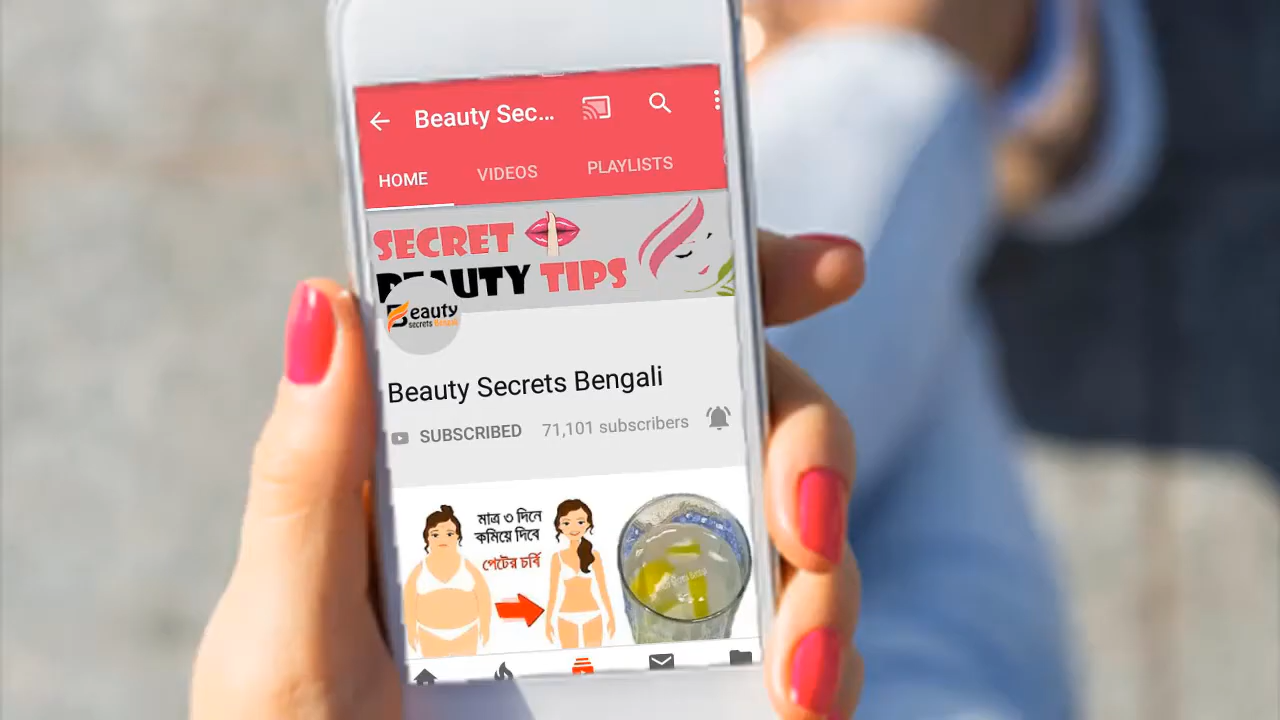 Beauty Sec...
HOME VIDEOS PLAYLISTS
SECRET
BEAUTY TIPS
Beauty
secrets Bengali
Beauty Secrets Bengali
SUBSCRIBED 71,101 subscribers
মাত্র ৩ দিনে
কমিয়ে দিবে
পেটের চর্বি